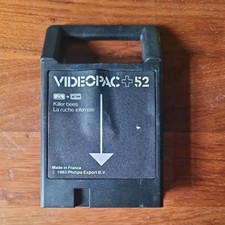 VIDEOPAC+52
Killer bees
La ruche infernale
Made in France
© 1983 Philips Export B.V.